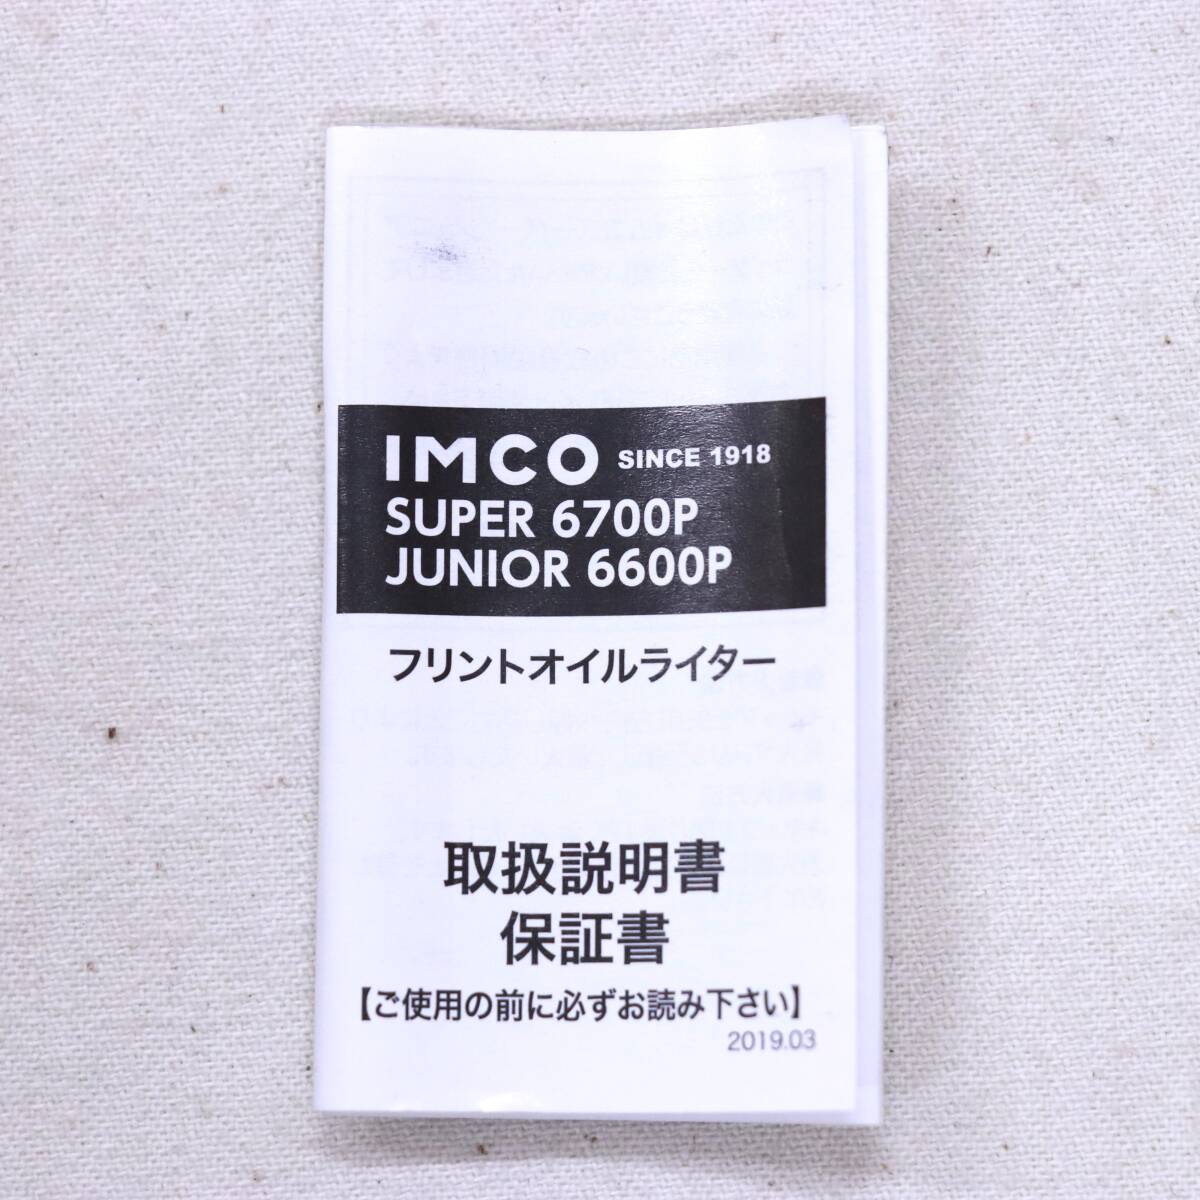 IMCO SINCE 1918
SUPER 6700P
JUNIOR 6600P
フリントオイルライター
取扱説明書
保証書
【ご使用の前に必ずお読み下さい】
2019.03